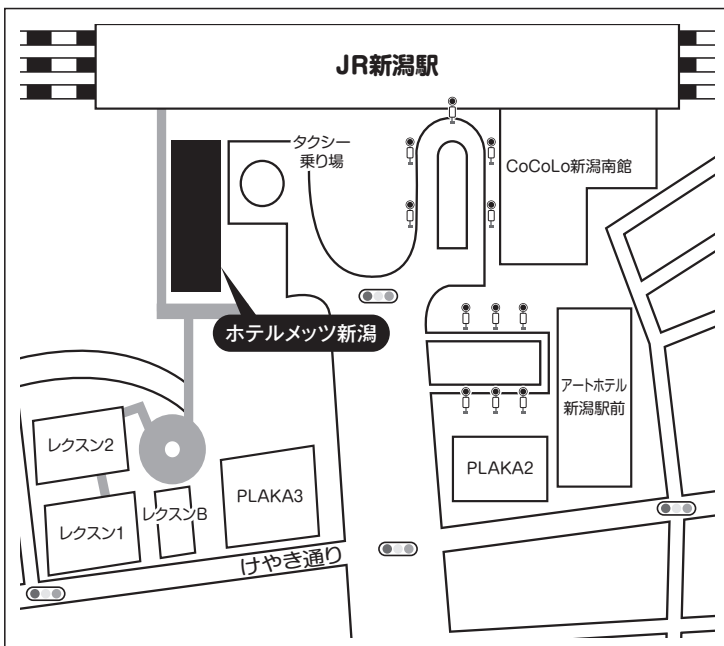 JR新潟駅
タクシー
乗り場
CoCoLo新潟南館
ホテルメッツ新潟
アートホテル
新潟駅前
レクスン2
PLAKA2
PLAKA3
レクスンB
レクスン1
けやき通り